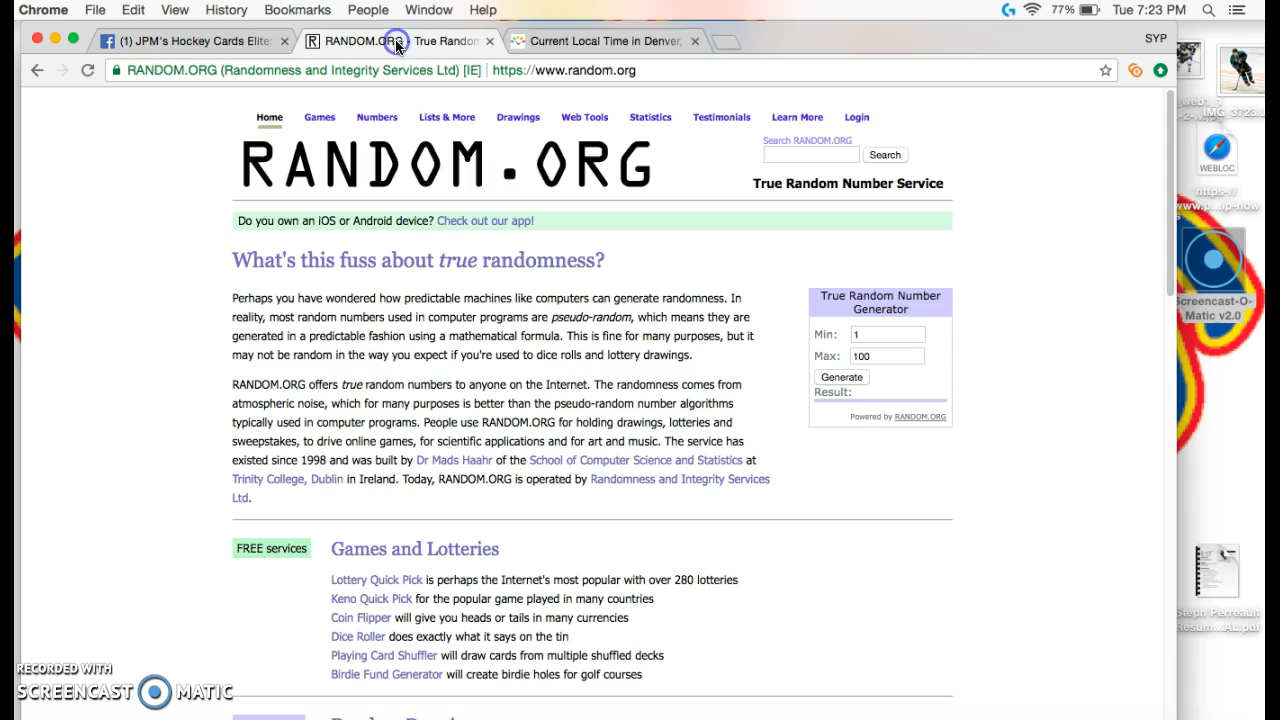 Chrome File Edit View History Bookmarks People Window Help 77% Tue 7:23 PM
(1) JPM's Hockey Cards Elite: RANDOM.ORG - True Random Current Local Time in Denver, SYP
RANDOM.ORG (Randomness and Integrity Services Ltd) [IE] https://www.random.org
Home Games Numbers Lists & More Drawings Web Tools Statistics Testimonials Learn More Login
RANDOM.ORG
Search RANDOM.ORG
Search
True Random Number Service
Do you own an iOS or Android device? Check out our app!
What's this fuss about true randomness?
Perhaps you have wondered how predictable machines like computers can generate randomness. In
reality, most random numbers used in computer programs are pseudo-random, which means they are
generated in a predictable fashion using a mathematical formula. This is fine for many purposes, but it
may not be random in the way you expect if you're used to dice rolls and lottery drawings.
RANDOM.ORG offers true random numbers to anyone on the Internet. The randomness comes from
atmospheric noise, which for many purposes is better than the pseudo-random number algorithms
typically used in computer programs. People use RANDOM.ORG for holding drawings, lotteries and
sweepstakes, to drive online games, for scientific applications and for art and music. The service has
existed since 1998 and was built by Dr Mads Haahr of the School of Computer Science and Statistics at
Trinity College, Dublin in Ireland. Today, RANDOM.ORG is operated by Randomness and Integrity Services
Ltd.
True Random Number
Generator
Min: 1
Max: 100
Generate
Result:
Powered by RANDOM.ORG
FREE services
Games and Lotteries
Lottery Quick Pick is perhaps the Internet's most popular with over 280 lotteries
Keno Quick Pick for the popular game played in many countries
Coin Flipper will give you heads or tails in many currencies
Dice Roller does exactly what it says on the tin
Playing Card Shuffler will draw cards from multiple shuffled decks
Birdie Fund Generator will create birdie holes for golf courses
IMG_3723.
WEBLOC
https-//
www.p...ip-now
Screencast-O-
Matic v2.0
Steph Perreault
Resum...AL.pdf
RECORDED WITH
SCREENCAST MATIC